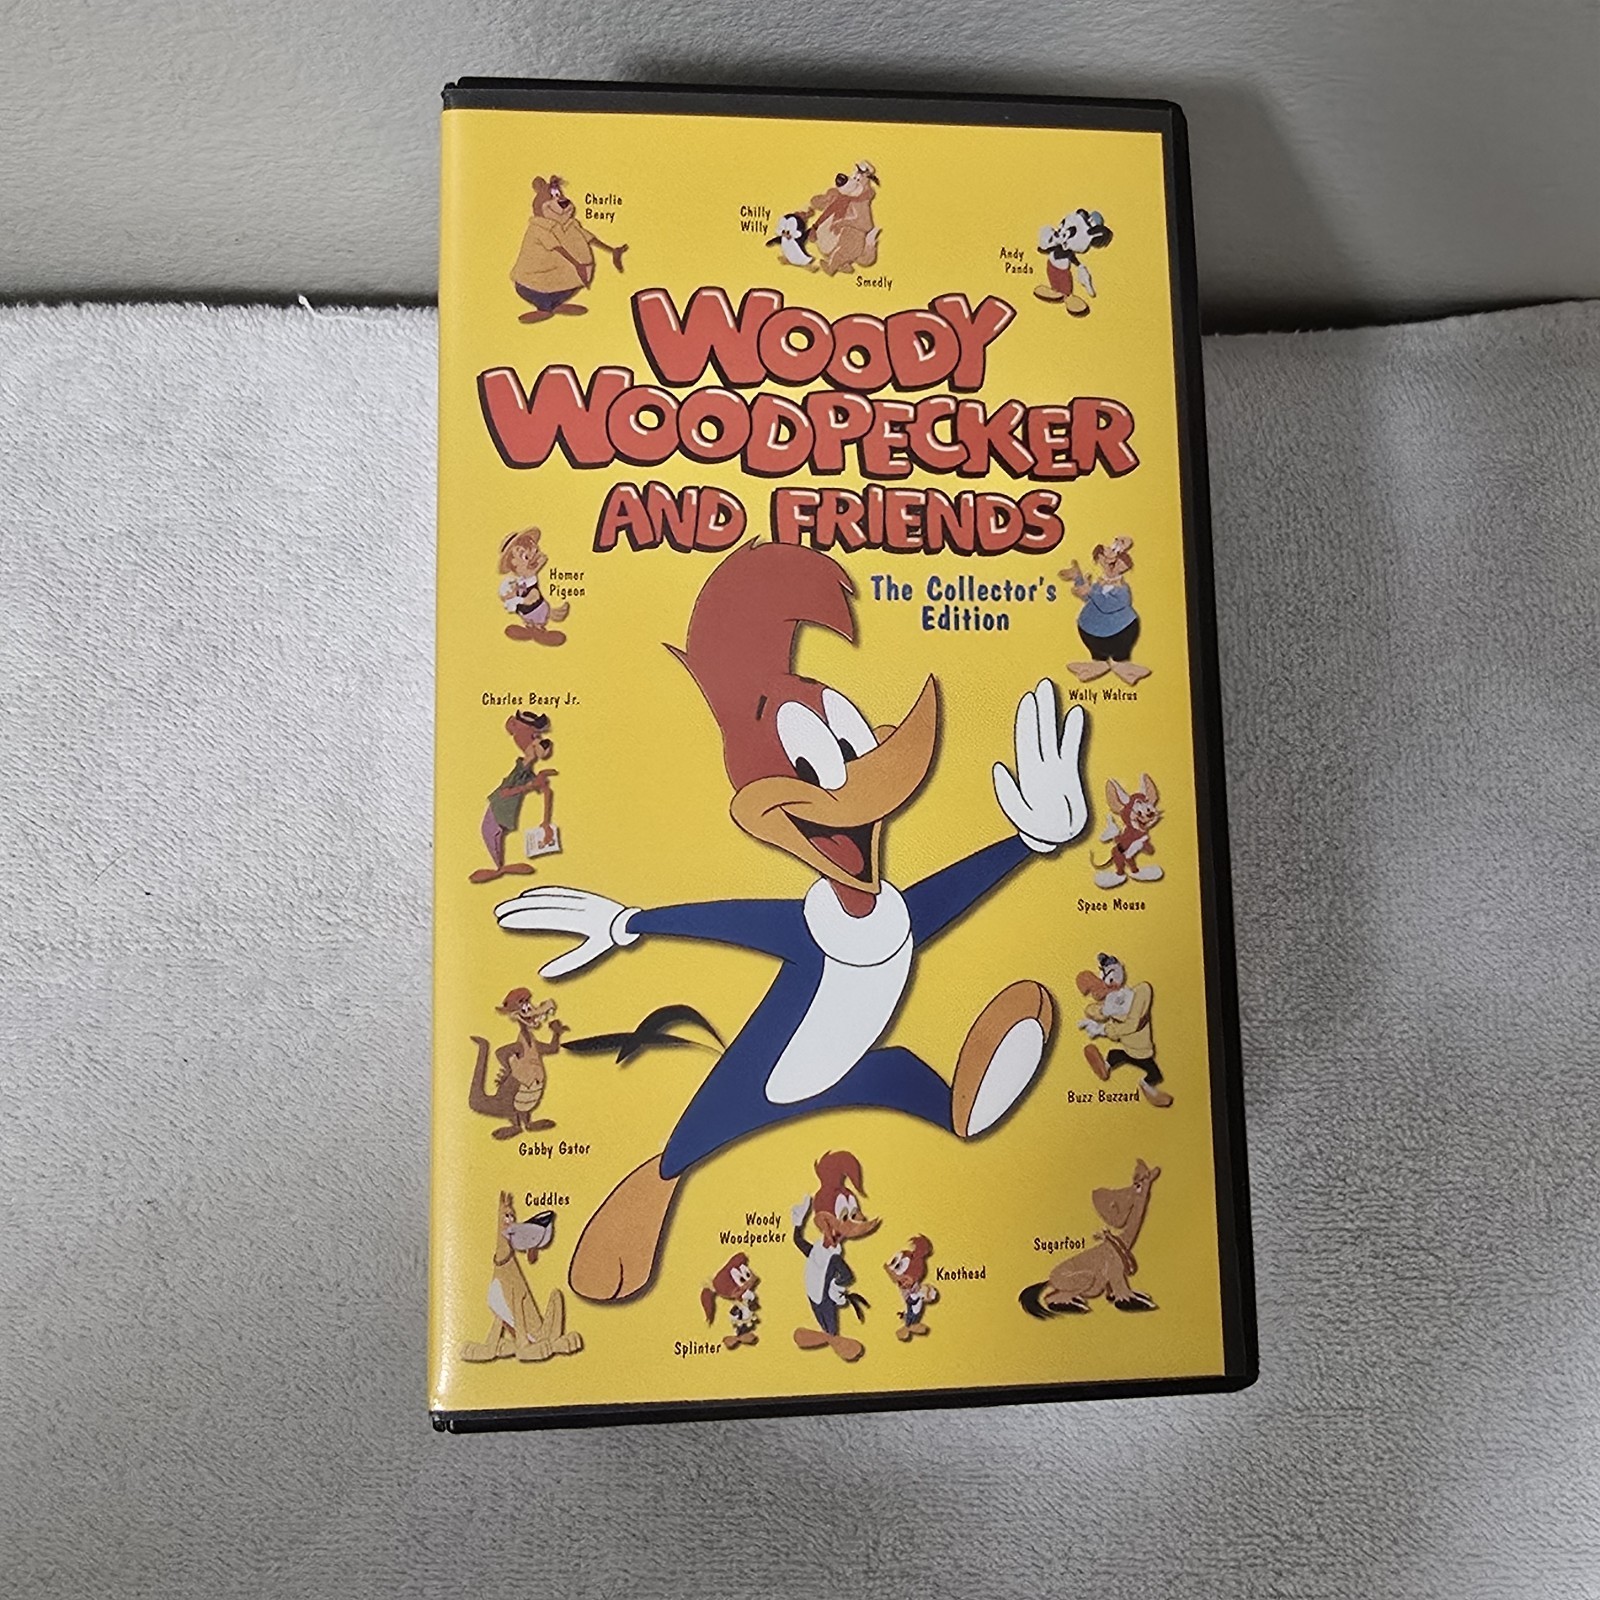 Charlie
Beary
Chilly
Willy
Smedly
Andy
Panda
WOODY
WOODPECKER
AND FRIENDS
The Collector's
Edition
Homer
Pigeon
Wally Walrus
Charles Beary Jr.
Space Mouse
Buzz Buzzard
Gabby Gator
Cuddles
Woody
Woodpecker
Splinter
Knothead
Sugarfoot